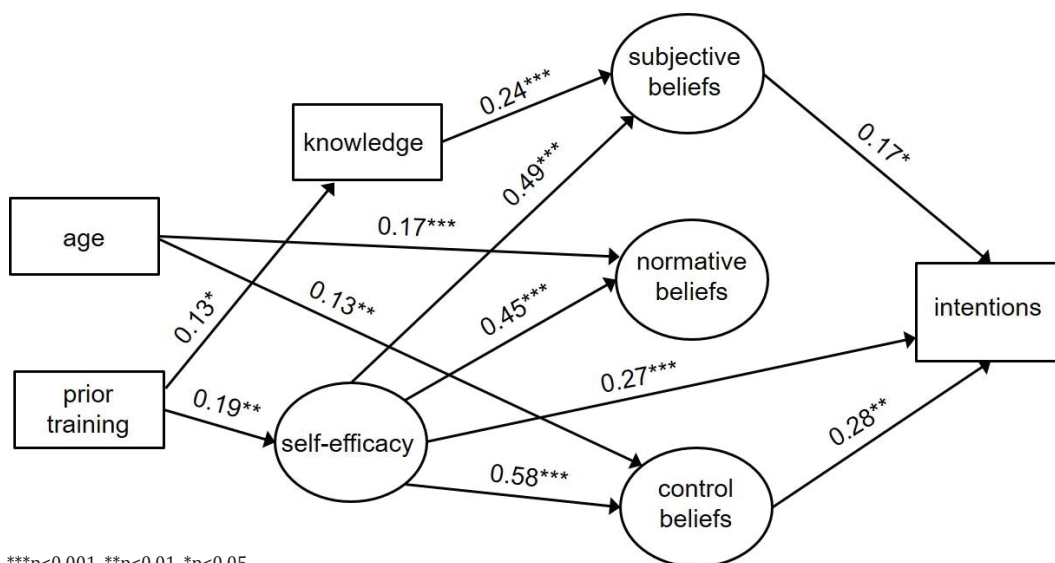 subjective
beliefs
0.24***
knowledge
0.17*
0.49***
age
0.17***
normative
beliefs
0.13**
intentions
0.13*
0.45***
0.27***
prior
training
0.19**
self-efficacy
0.28**
0.58***
control
beliefs
***p<0.001, **p<0.01, *p<0.05